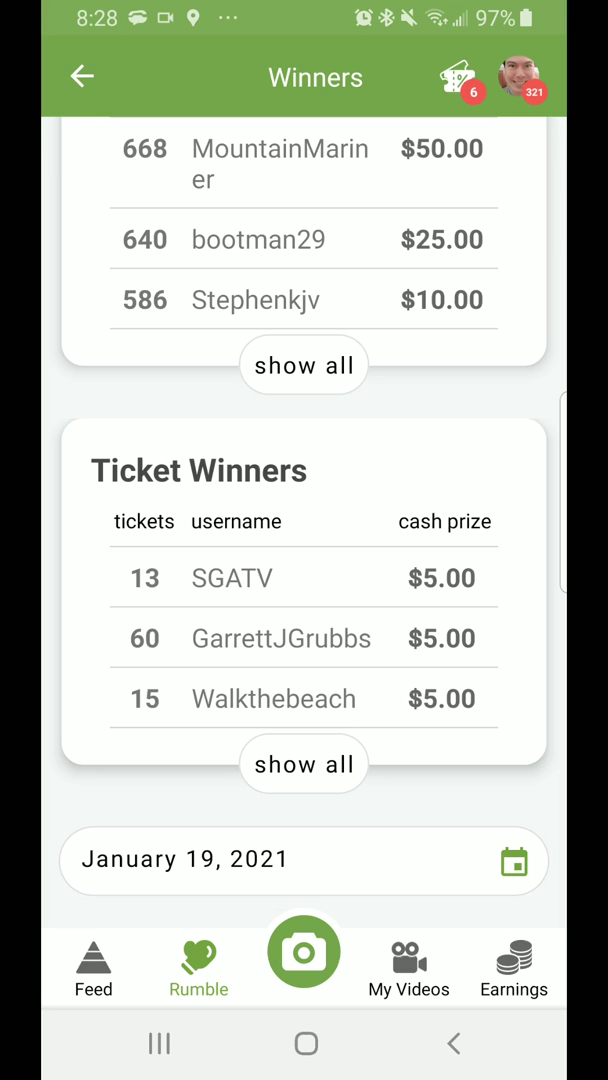 8:28 ... 97%
Winners
6
321
668 MountainMarin $50.00
er
640 bootman29 $25.00
586 Stephenkjv $10.00
show all
Ticket Winners
tickets username cash prize
13 SGATV $5.00
60 GarrettJGrubbs $5.00
15 Walkthebeach $5.00
show all
January 19, 2021
Feed Rumble My Videos Earnings